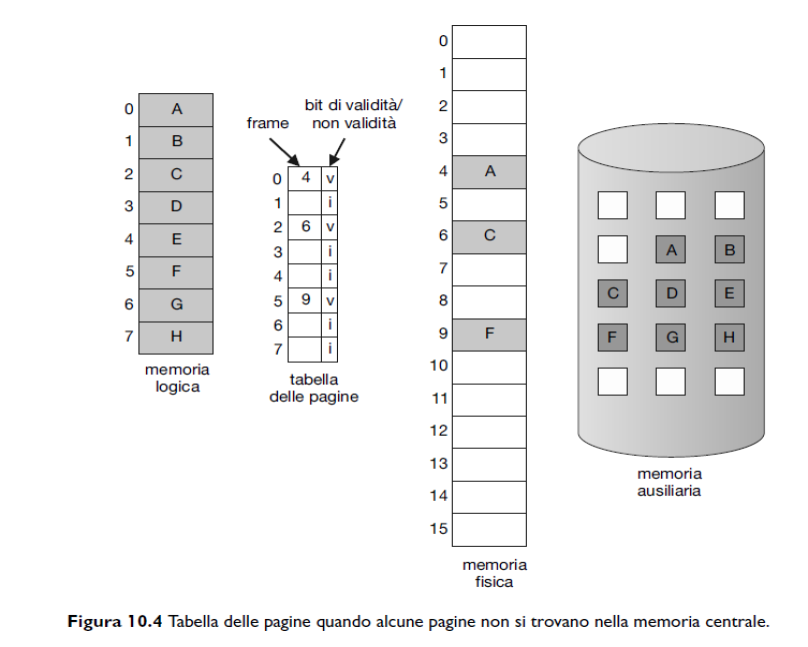 0 A
1 B
2 C
3 D
4 E
5 F
6 G
7 H
memoria
logica
frame
bit di validità/
non validità
0 4 v
1 i
2 6 v
3 i
4 i
5 9 v
6 i
7 i
tabella
delle pagine
0
1
2
3
4 A
5
6 C
7
8
9 F
10
11
12
13
14
15
memoria
fisica
A B
C D E
F G H
memoria
ausiliaria
Figura 10.4 Tabella delle pagine quando alcune pagine non si trovano nella memoria centrale.